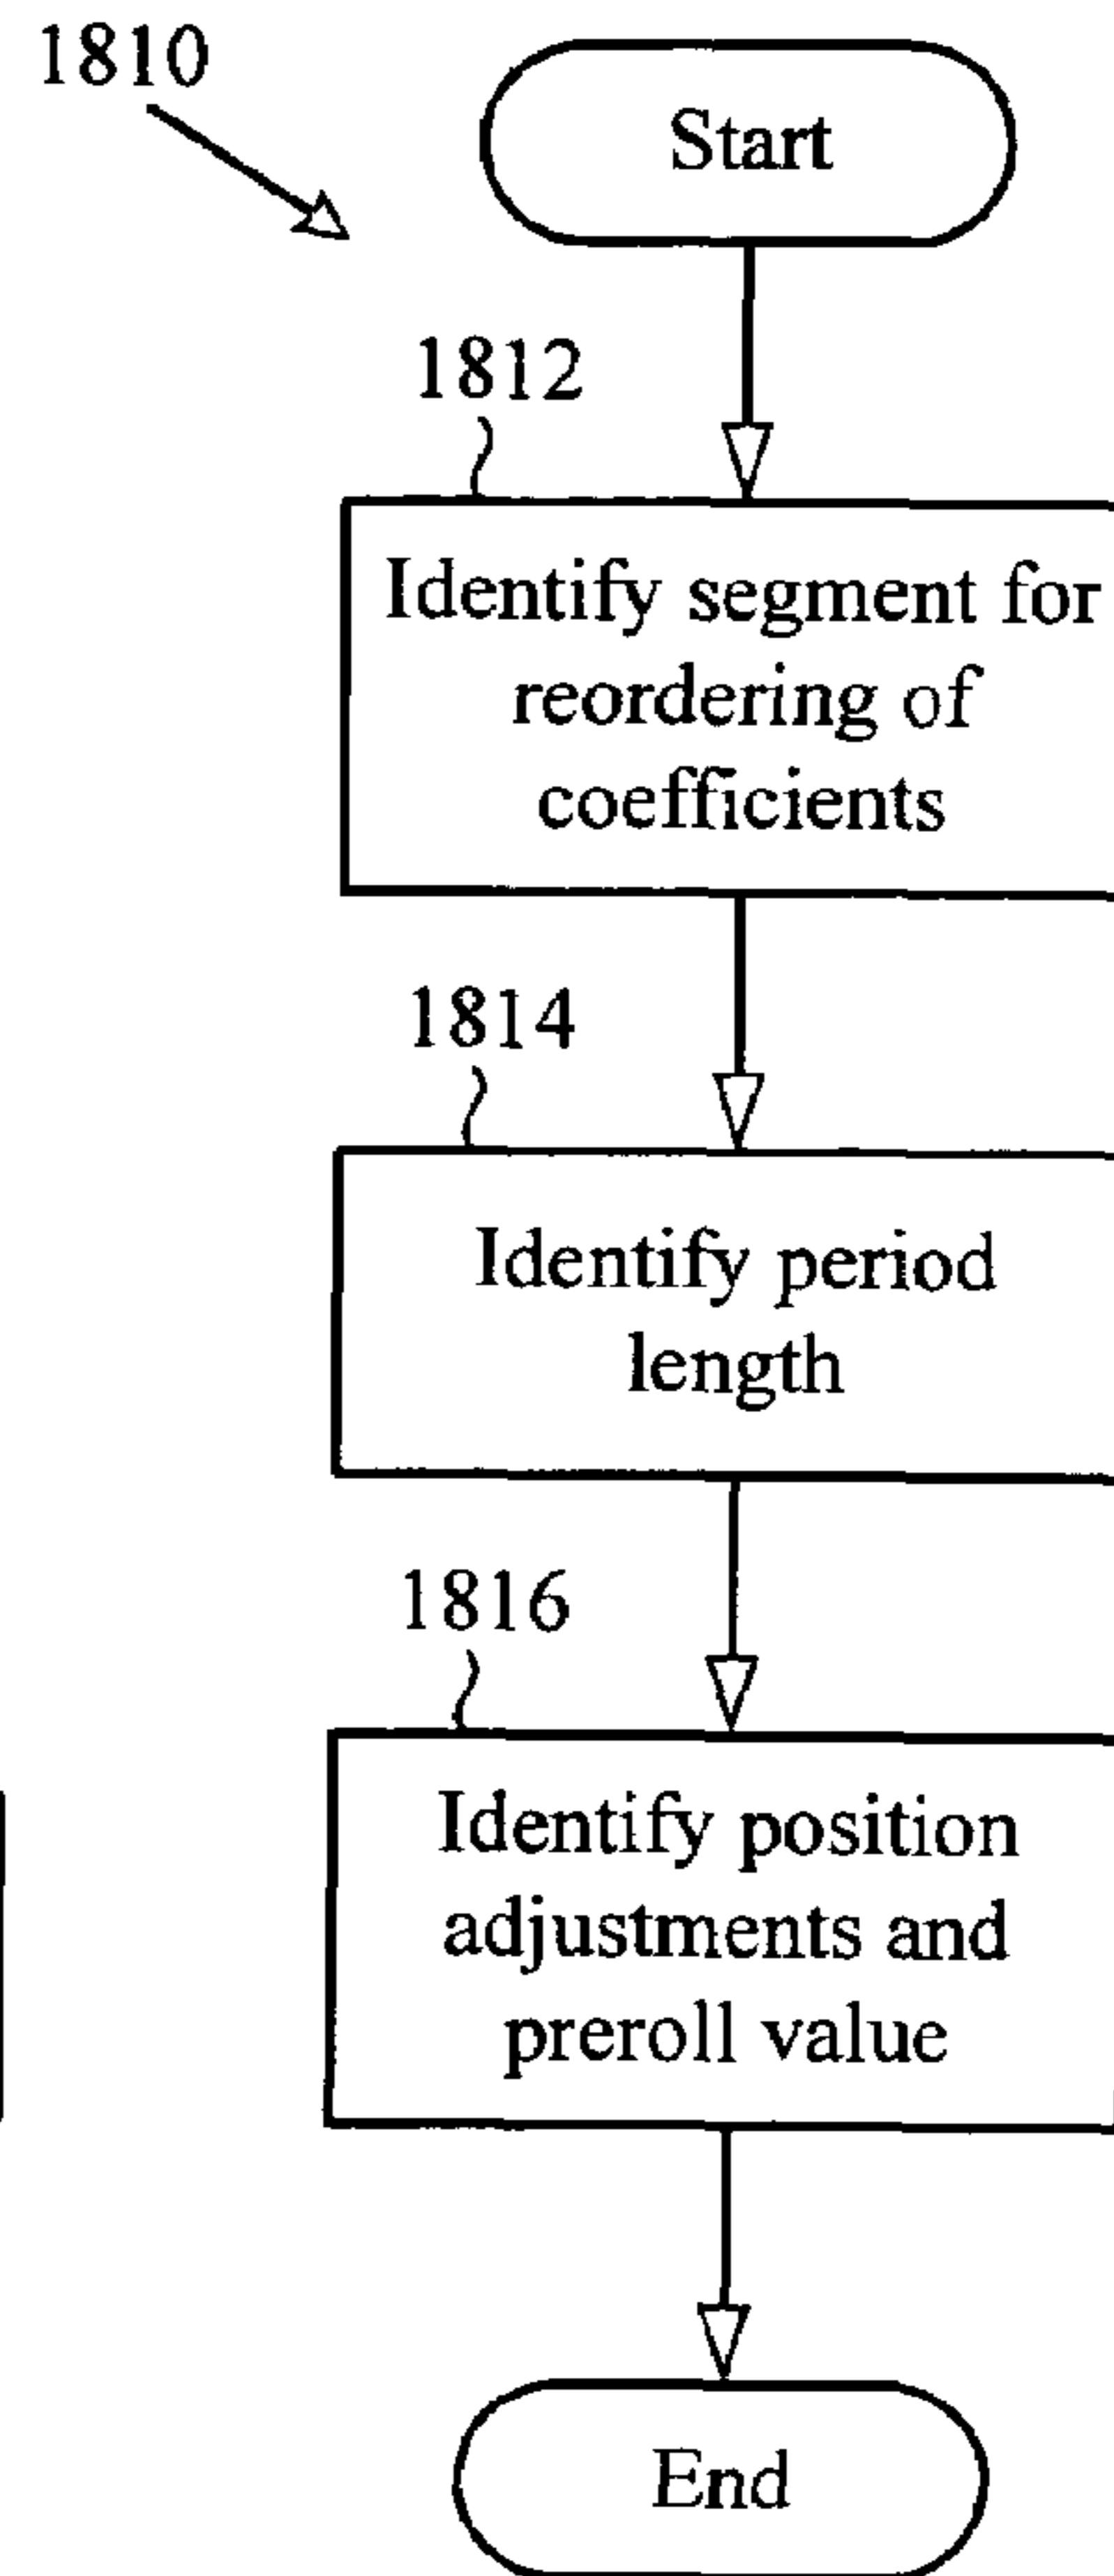 1810
Start
1812
Identify segment for
reordering of
coefficients
1814
Identify period
length
1816
Identify position
adjustments and
preroll value
End